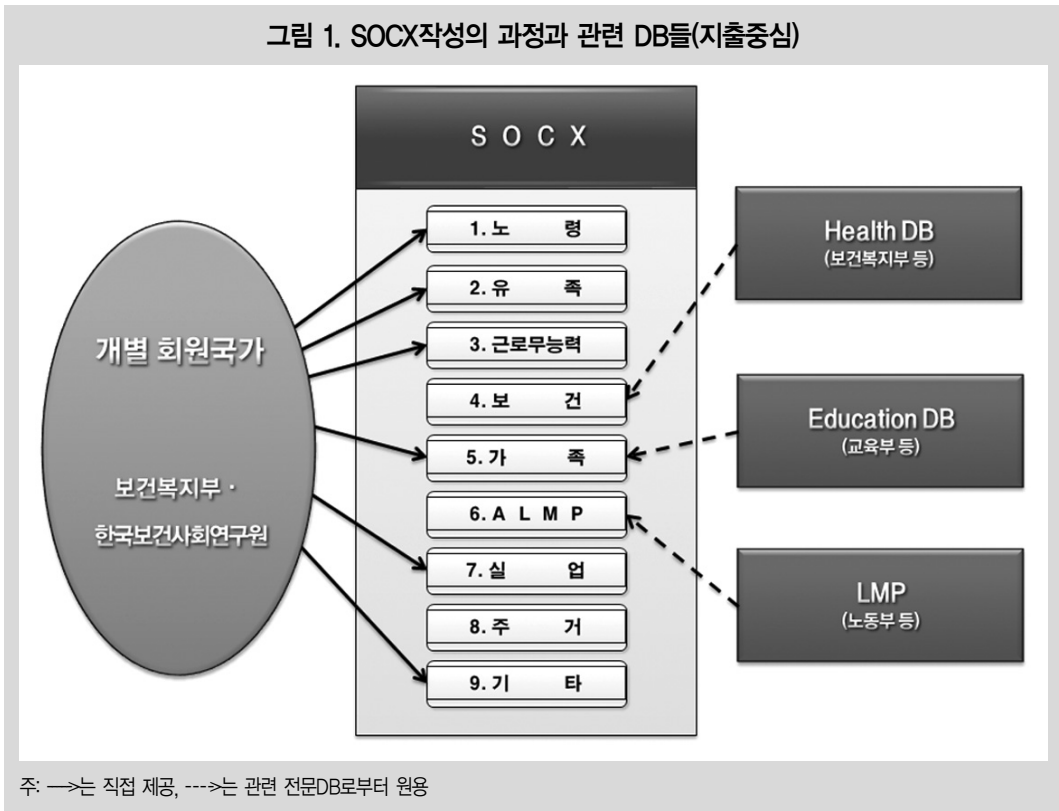 그림 1. SOCX작성의 과정과 관련 DB들(지출중심)
S O C X
개별 회원국가
보건복지부 ·
한국보건사회연구원
1. 노 령
2. 유 족
3. 근로무능력
4. 보 건
5. 가 족
6. A L M P
7. 실 업
8. 주 거
9. 기 타
Health DB
(보건복지부 등)
Education DB
(교육부 등)
LMP
(노동부 등)
주: —>는 직접 제공, ---->는 관련 전문DB로부터 원용